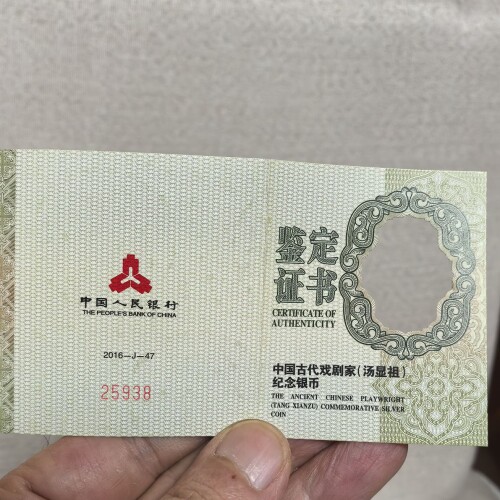 中国人民银行
THE PEOPLE'S BANK OF CHINA
2016—J—47
25938
鉴定
证书
CERTIFICATE OF
AUTHENTICITY
中国古代戏剧家(汤显祖)
纪念银币
THE ANCIENT CHINESE PLAYWRIGHT
(TANG XIANZU) COMMEMORATIVE SILVER
COIN